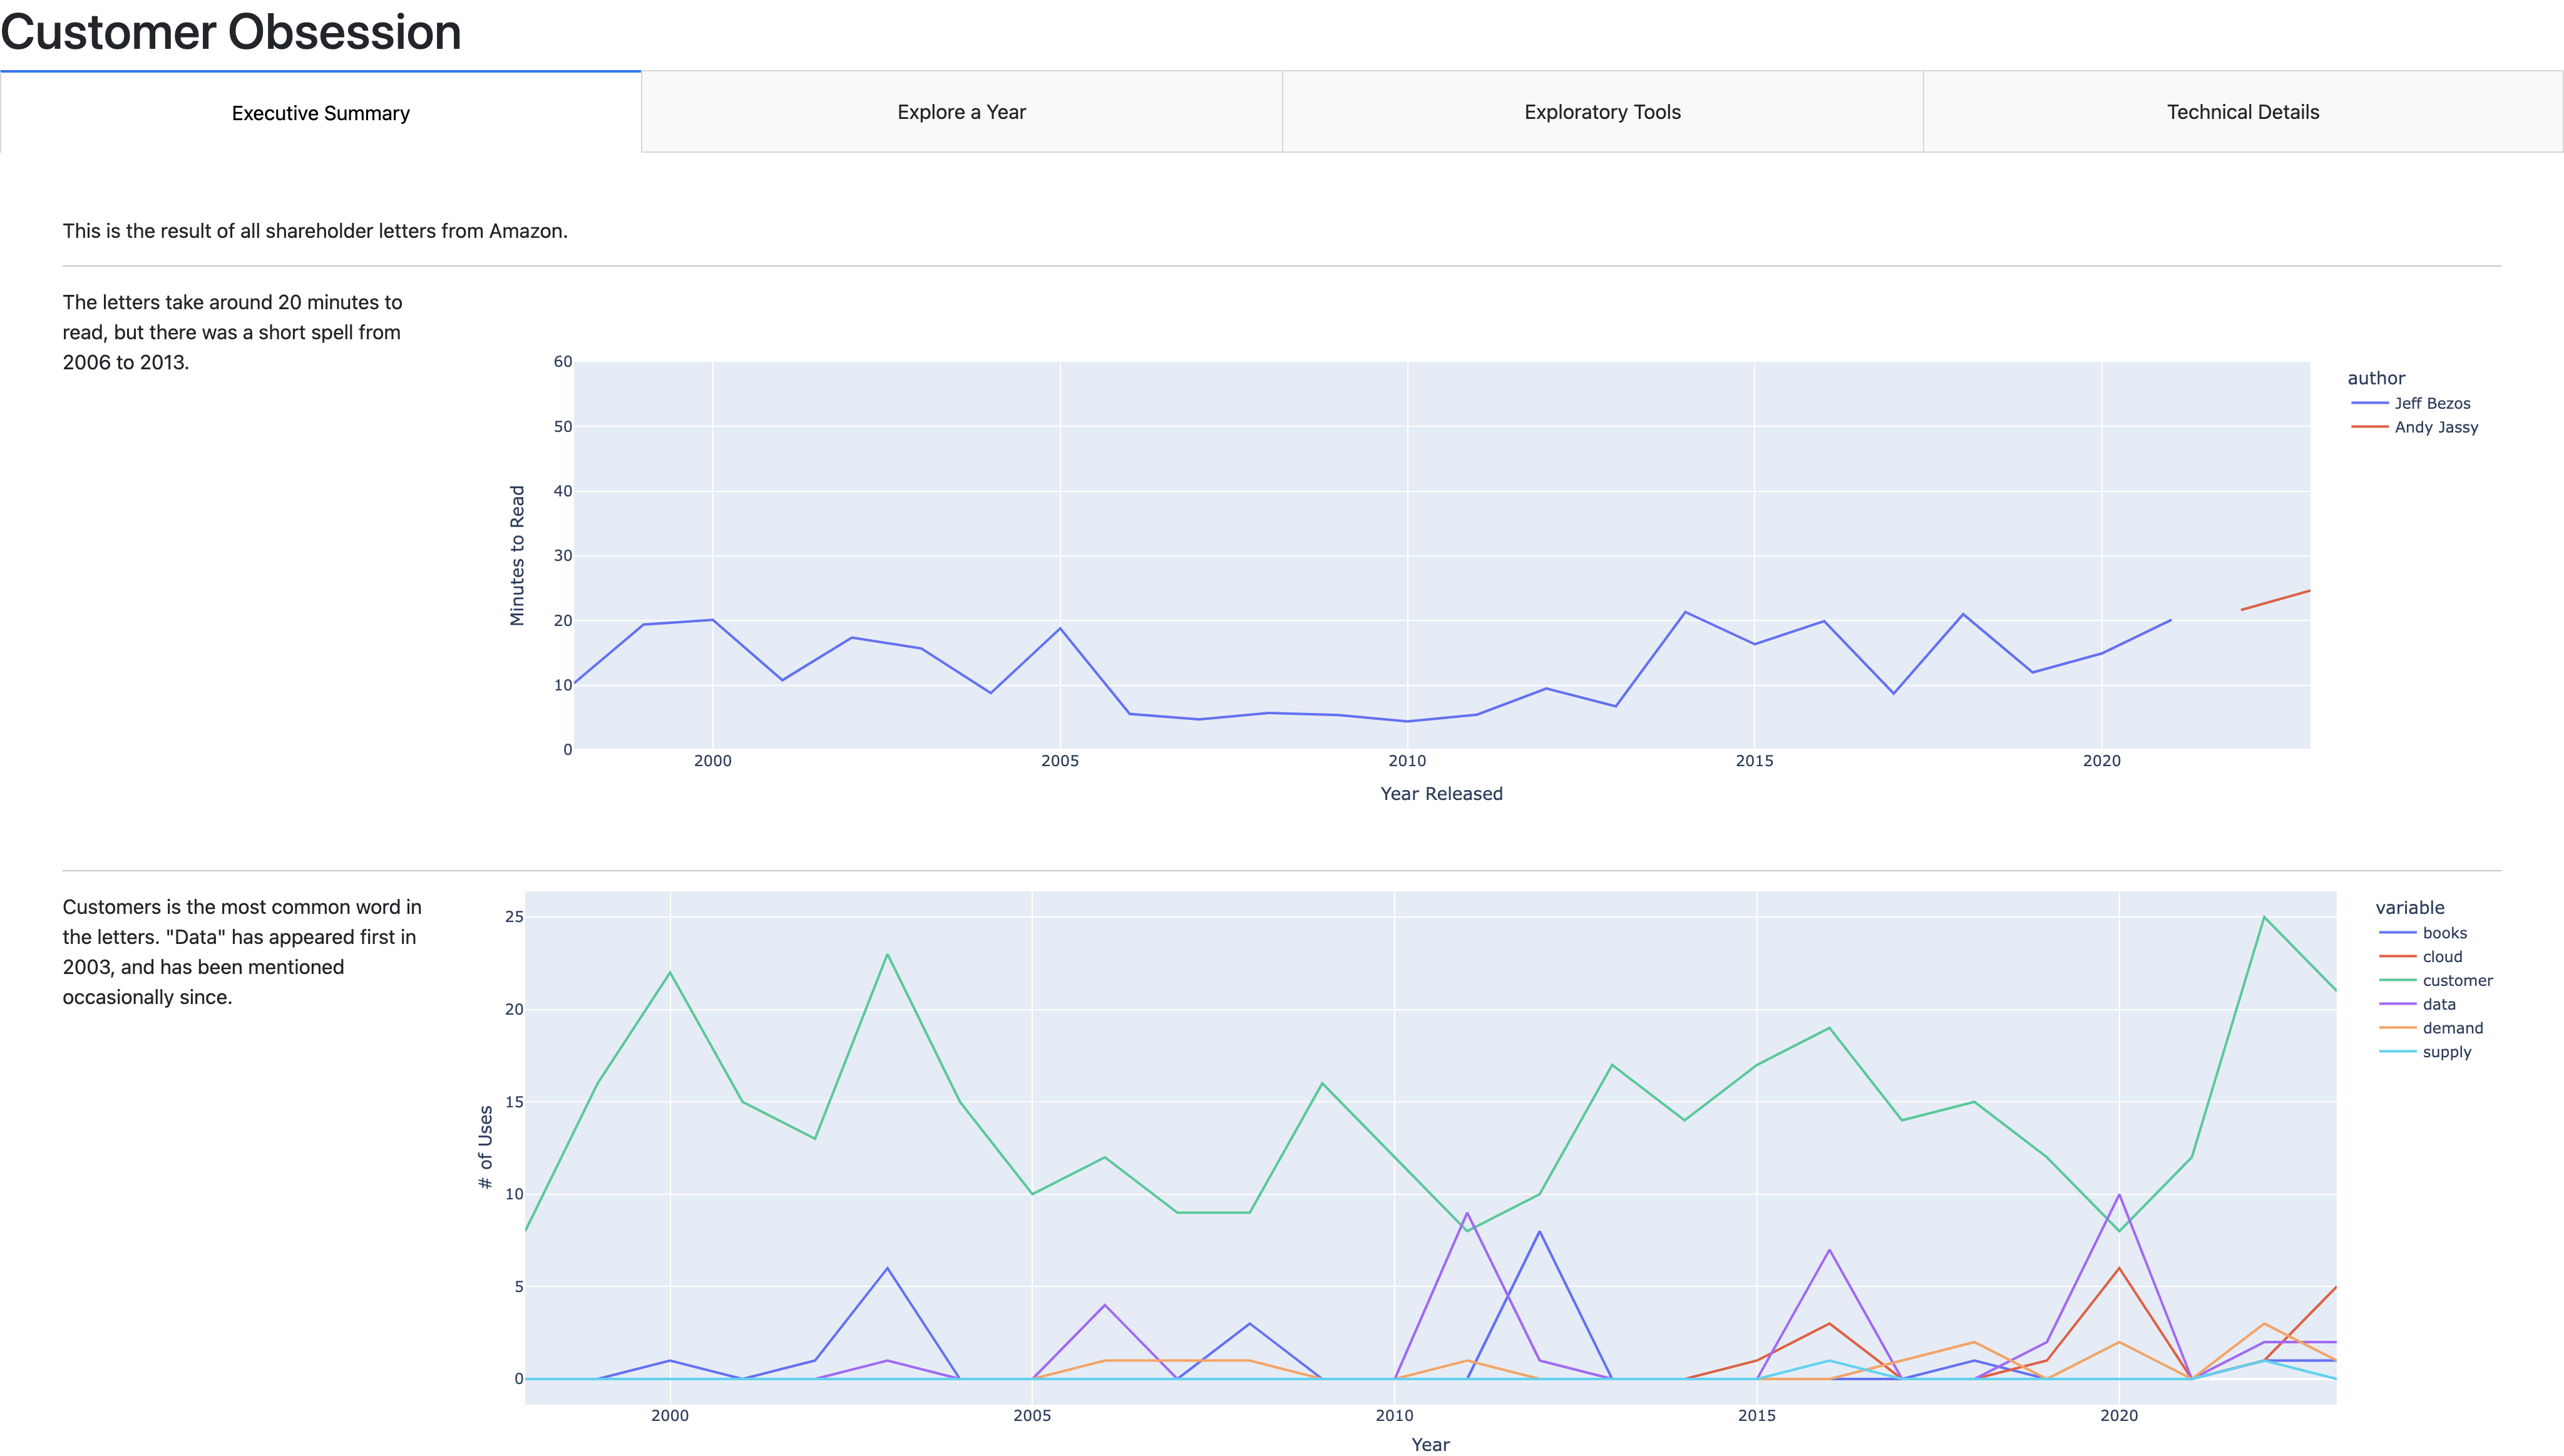 Customer Obsession
Executive Summary
Explore a Year
Exploratory Tools
Technical Details
This is the result of all shareholder letters from Amazon.
The letters take around 20 minutes to
read, but there was a short spell from
2006 to 2013.
60
50
40
30
20
10
0
Minutes to Read
2000
2005
2010
2015
2020
Year Released
author
Jeff Bezos
Andy Jassy
Customers is the most common word in
the letters. "Data" has appeared first in
2003, and has been mentioned
occasionally since.
25
20
15
10
5
0
# of Uses
2000
2005
2010
2015
2020
Year
variable
books
cloud
customer
data
demand
supply